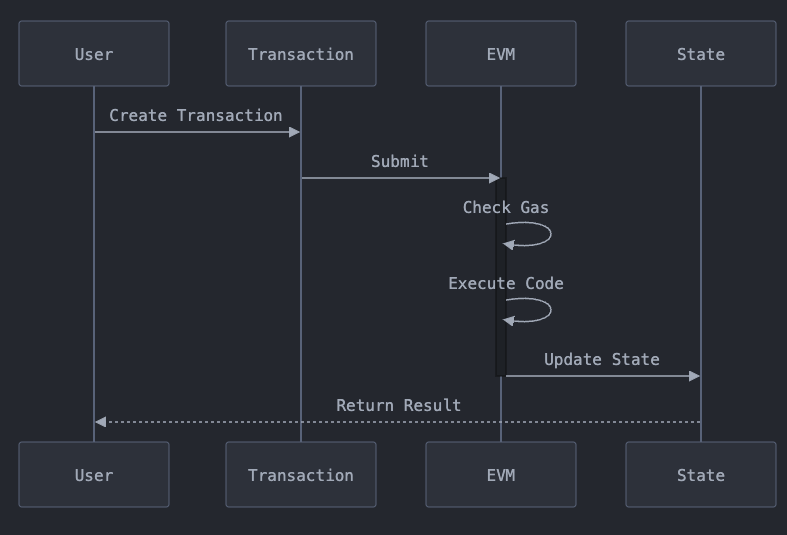 User
Transaction
EVM
State
Create Transaction
Submit
Check Gas
Execute Code
Update State
Return Result
User
Transaction
EVM
State